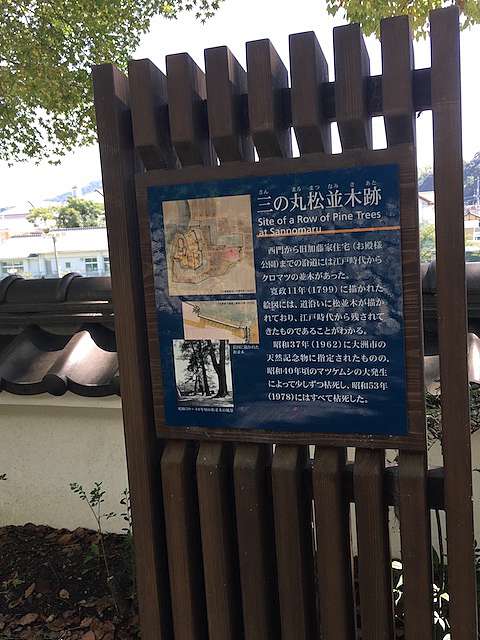 さん まる まつ なみ き あと
三の丸松並木跡
Site of a Row of Pine Trees
at Sannomaru
西門から旧加藤家住宅(お殿様
公園)までの沿道には江戸時代から
クロマツの並木があった。
寛政11年(1799)に描かれた
絵図には、道沿いに松並木が描か
れており、江戸時代から残されて
きたものであることがわかる。
昭和37年(1962)に大洲市の
天然記念物に指定されたものの、
昭和40年頃のマツケムシの大発生
によって少しずつ枯死し、昭和53年
(1978)にはすべて枯死した。